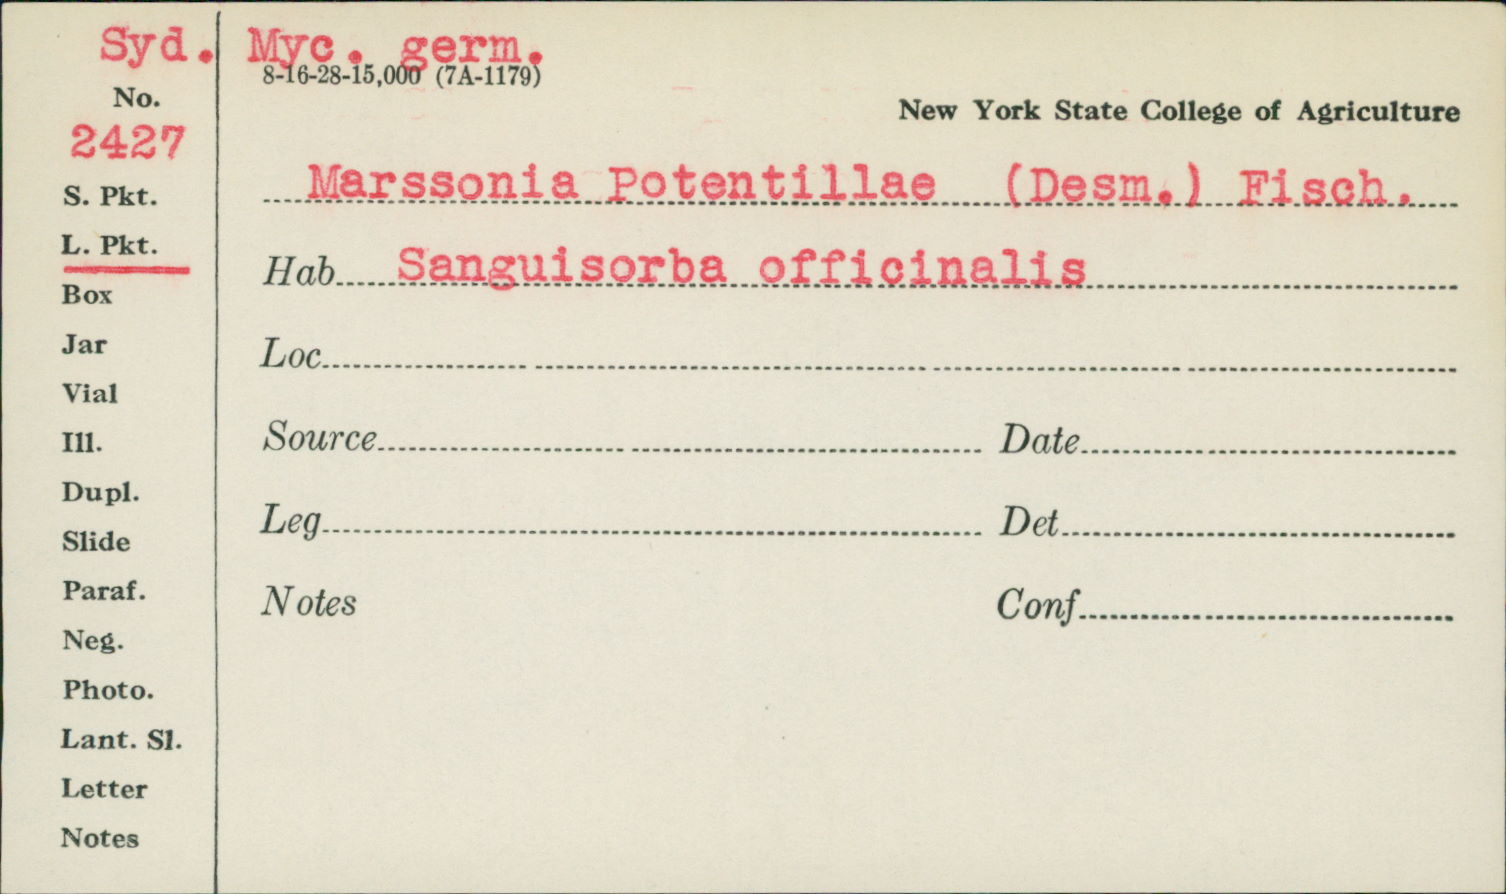 Syd. Myc. germ.
8-16-28-15,000 (7A-1179)
No.
New York State College of Agriculture
2427
Marssonia Potentillae (Desm.) Fisch.
S. Pkt.
L. Pkt.
Hab Sanguisorba officinalis
Box
Jar
Loc
Vial
Ill.
Source Date
Dupl.
Slide
Leg Det
Paraf.
Notes Conf
Neg.
Photo.
Lant. Sl.
Letter
Notes